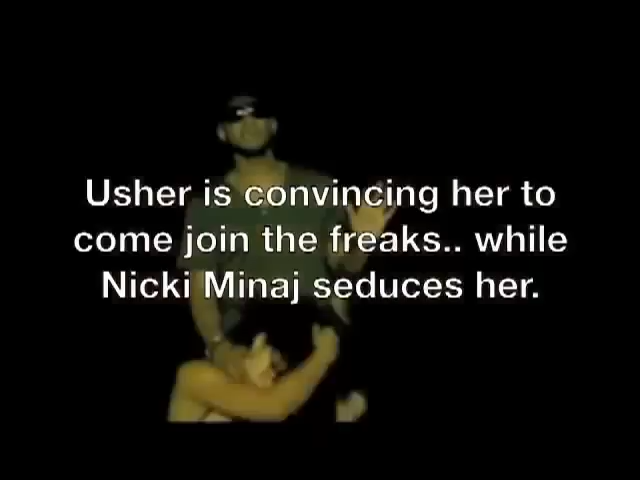 Usher is convincing her to
come join the freaks.. while
Nicki Minaj seduces her.